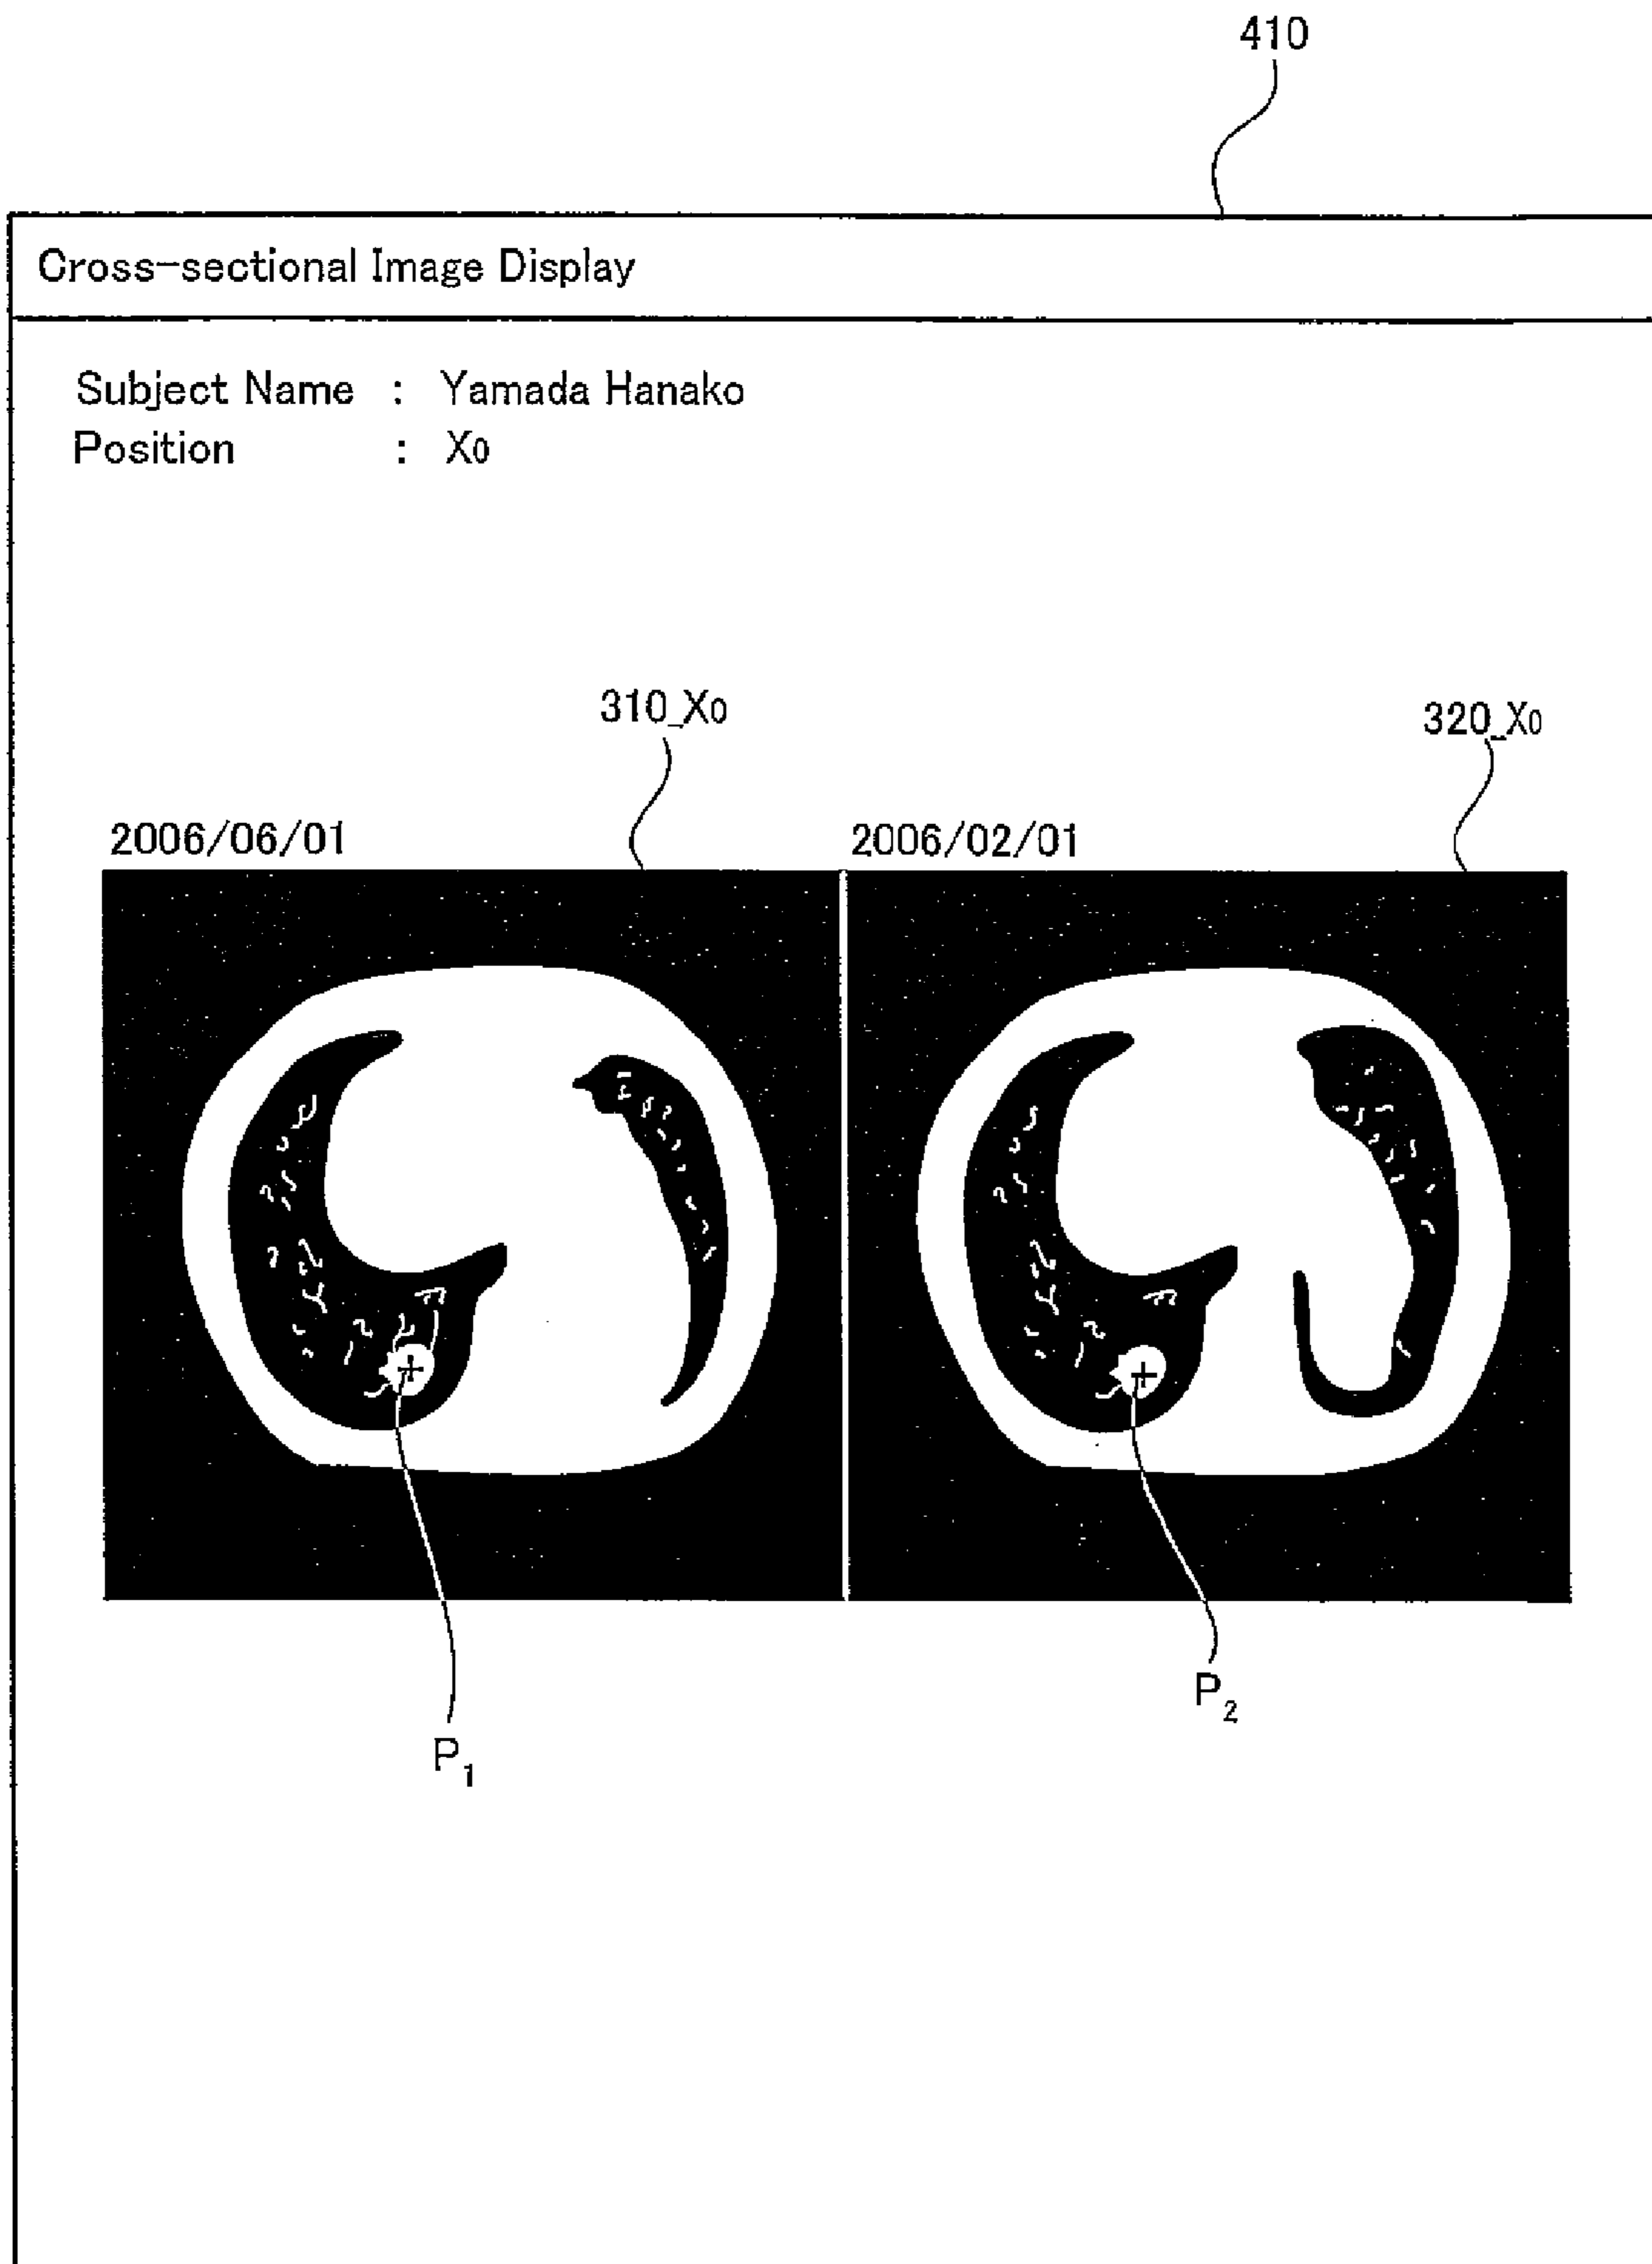 410
Cross-sectional Image Display
Subject Name : Yamada Hanako
Position : X0
310_X0
320_X0
2006/06/01
2006/02/01
P2
P1